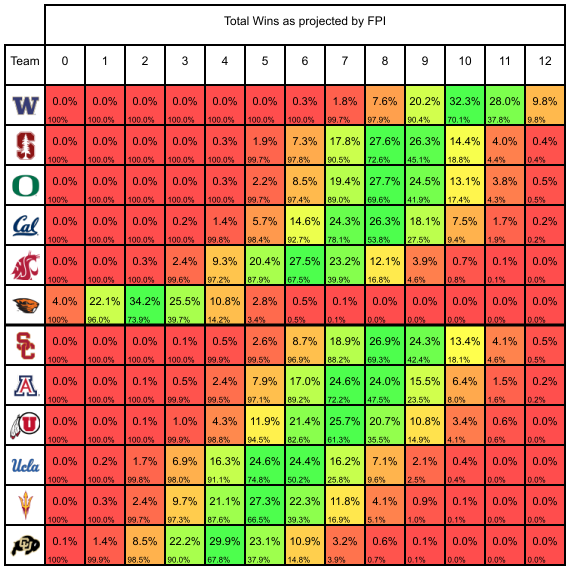 Total Wins as projected by FPI
Team 0 1 2 3 4 5 6 7 8 9 10 11 12
W 0.0% 0.0% 0.0% 0.0% 0.0% 0.0% 0.3% 1.8% 7.6% 20.2% 32.3% 28.0% 9.8%
100% 100.0% 100.0% 100.0% 100.0% 100.0% 100.0% 99.7% 97.9% 90.4% 70.1% 37.8% 9.8%
S 0.0% 0.0% 0.0% 0.0% 0.3% 1.9% 7.3% 17.8% 27.6% 26.3% 14.4% 4.0% 0.4%
100% 100.0% 100.0% 100.0% 100.0% 99.7% 97.8% 90.5% 72.6% 45.1% 18.8% 4.4% 0.4%
O 0.0% 0.0% 0.0% 0.0% 0.3% 2.2% 8.5% 19.4% 27.7% 24.5% 13.1% 3.8% 0.5%
100% 100.0% 100.0% 100.0% 100.0% 99.7% 97.4% 89.0% 69.6% 41.9% 17.4% 4.3% 0.5%
Cal 0.0% 0.0% 0.0% 0.2% 1.4% 5.7% 14.6% 24.3% 26.3% 18.1% 7.5% 1.7% 0.2%
100% 100.0% 100.0% 100.0% 99.8% 98.4% 92.7% 78.1% 53.8% 27.5% 9.4% 1.9% 0.2%
0.0% 0.0% 0.3% 2.4% 9.3% 20.4% 27.5% 23.2% 12.1% 3.9% 0.7% 0.1% 0.0%
100% 100.0% 100.0% 99.6% 97.2% 87.9% 67.5% 39.9% 16.8% 4.6% 0.8% 0.1% 0.0%
4.0% 22.1% 34.2% 25.5% 10.8% 2.8% 0.5% 0.1% 0.0% 0.0% 0.0% 0.0% 0.0%
100% 96.0% 73.9% 39.7% 14.2% 3.4% 0.5% 0.1% 0.0% 0.0% 0.0% 0.0% 0.0%
SC 0.0% 0.0% 0.0% 0.1% 0.5% 2.6% 8.7% 18.9% 26.9% 24.3% 13.4% 4.1% 0.5%
100% 100.0% 100.0% 100.0% 99.9% 99.5% 96.9% 88.2% 69.3% 42.4% 18.1% 4.6% 0.5%
A 0.0% 0.0% 0.1% 0.5% 2.4% 7.9% 17.0% 24.6% 24.0% 15.5% 6.4% 1.5% 0.2%
100% 100.0% 100.0% 99.9% 99.5% 97.1% 89.2% 72.2% 47.5% 23.5% 8.0% 1.6% 0.2%
U 0.0% 0.0% 0.1% 1.0% 4.3% 11.9% 21.4% 25.7% 20.7% 10.8% 3.4% 0.6% 0.0%
100% 100.0% 100.0% 99.9% 98.8% 94.5% 82.6% 61.3% 35.5% 14.9% 4.1% 0.6% 0.0%
Ucla 0.0% 0.2% 1.7% 6.9% 16.3% 24.6% 24.4% 16.2% 7.1% 2.1% 0.4% 0.0% 0.0%
100% 100.0% 99.8% 98.0% 91.1% 74.8% 50.2% 25.8% 9.6% 2.5% 0.4% 0.0% 0.0%
0.0% 0.3% 2.4% 9.7% 21.1% 27.3% 22.3% 11.8% 4.1% 0.9% 0.1% 0.0% 0.0%
100% 100.0% 99.7% 97.3% 87.6% 66.5% 39.3% 16.9% 5.1% 1.0% 0.1% 0.0% 0.0%
CU 0.1% 1.4% 8.5% 22.2% 29.9% 23.1% 10.9% 3.2% 0.6% 0.1% 0.0% 0.0% 0.0%
100% 99.9% 98.5% 90.0% 67.8% 37.9% 14.8% 3.9% 0.7% 0.1% 0.0% 0.0% 0.0%